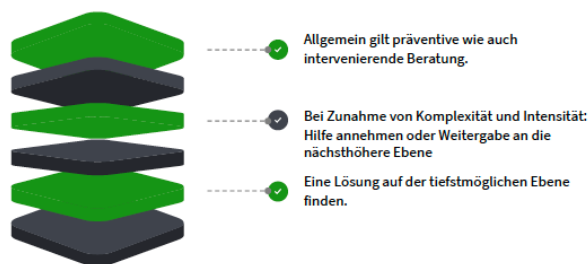 Allgemein gilt präventive wie auch
intervenierende Beratung.
Bei Zunahme von Komplexität und Intensität:
Hilfe annehmen oder Weitergabe an die
nächsthöhere Ebene
Eine Lösung auf der tiefstmöglichen Ebene
finden.